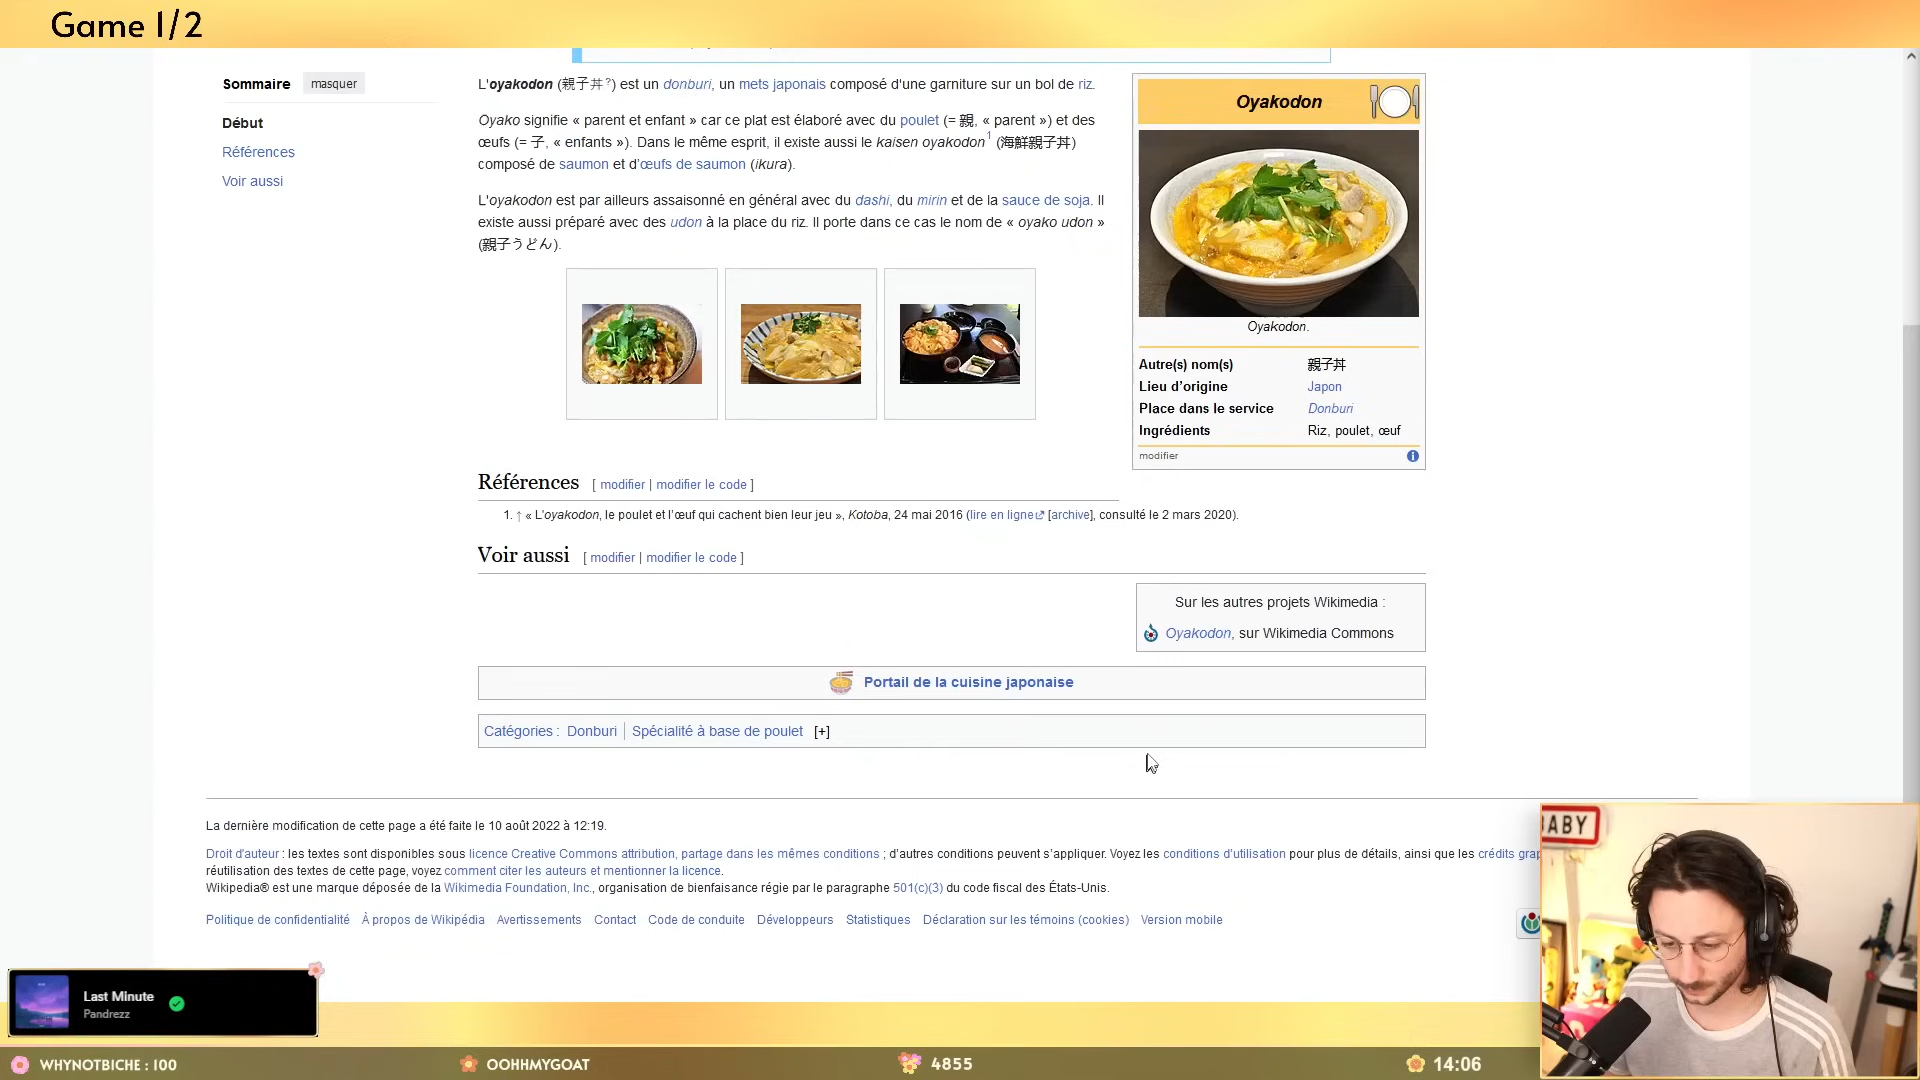 Game 1/2
Sommaire masquer
Début
Références
Voir aussi
L'oyakodon (親子丼?) est un donburi, un mets japonais composé d'une garniture sur un bol de riz.
Oyako signifie « parent et enfant » car ce plat est élaboré avec du poulet (= 親, « parent ») et des
œufs (= 子, « enfants »). Dans le même esprit, il existe aussi le kaisen oyakodon1 (海鮮親子丼)
composé de saumon et d'œufs de saumon (ikura).
L'oyakodon est par ailleurs assaisonné en général avec du dashi, du mirin et de la sauce de soja. Il
existe aussi préparé avec des udon à la place du riz. Il porte dans ce cas le nom de « oyako udon »
(親子うどん).
Oyakodon
Oyakodon.
Autre(s) nom(s) 親子丼
Lieu d'origine Japon
Place dans le service Donburi
Ingrédients Riz, poulet, œuf
modifier
Références [ modifier | modifier le code ]
1. ↑ « L'oyakodon, le poulet et l'œuf qui cachent bien leur jeu », Kotoba, 24 mai 2016 (lire en ligne [archive], consulté le 2 mars 2020).
Voir aussi [ modifier | modifier le code ]
Sur les autres projets Wikimedia :
Oyakodon, sur Wikimedia Commons
Portail de la cuisine japonaise
Catégories : Donburi | Spécialité à base de poulet [+]
La dernière modification de cette page a été faite le 10 août 2022 à 12:19.
Droit d'auteur : les textes sont disponibles sous licence Creative Commons attribution, partage dans les mêmes conditions ; d'autres conditions peuvent s'appliquer. Voyez les conditions d'utilisation pour plus de détails, ainsi que les crédits
réutilisation des textes de cette page, voyez comment citer les auteurs et mentionner la licence.
Wikipedia® est une marque déposée de la Wikimedia Foundation, Inc., organisation de bienfaisance régie par le paragraphe 501(c)(3) du code fiscal des États-Unis.
Politique de confidentialité À propos de Wikipédia Avertissements Contact Code de conduite Développeurs Statistiques Déclaration sur les témoins (cookies) Version mobile
BABY
Last Minute
Pandrezz
WHYNOTBICHE : 100 OOHHMYGOAT 4855 14:06